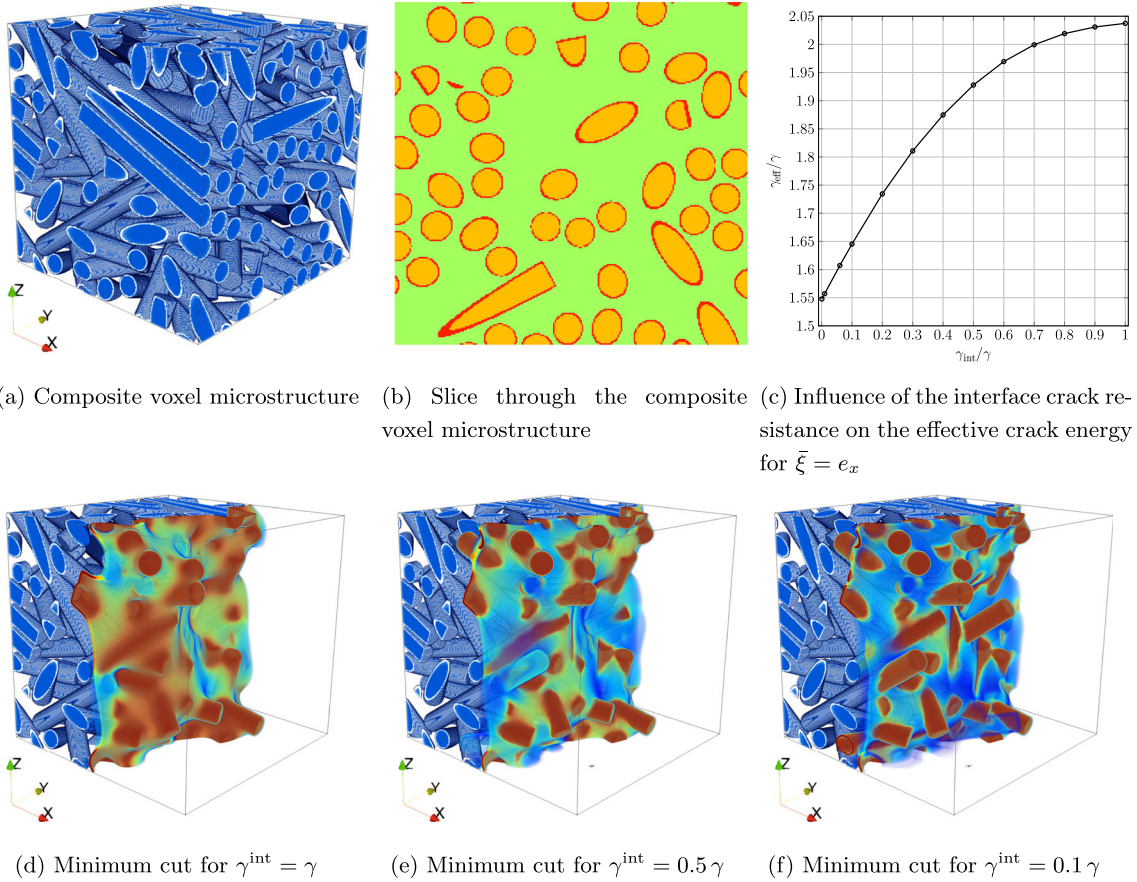 2.05
2
1.95
1.9
1.85
1.8
1.75
1.7
1.65
1.6
1.55
1.5
γeff/γ
0 0.1 0.2 0.3 0.4 0.5 0.6 0.7 0.8 0.9 1
γint/γ
Z
Y
X
(a) Composite voxel microstructure
(b) Slice through the composite
voxel microstructure
(c) Influence of the interface crack re-
sistance on the effective crack energy
for ξ̄ = eₓ
Z
Y
X
Z
Y
X
Z
Y
X
(d) Minimum cut for γ^int = γ
(e) Minimum cut for γ^int = 0.5 γ
(f) Minimum cut for γ^int = 0.1 γ